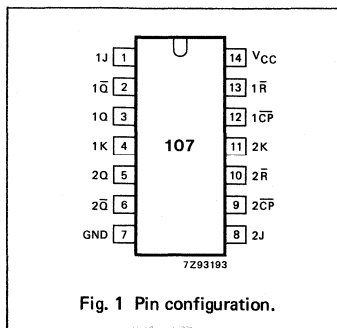 1J 1 14 VCC
1Q̅ 2 13 1R̅
1Q 3 12 1C̅P̅
1K 4 107 11 2K
2Q 5 10 2R̅
2Q̅ 6 9 2C̅P̅
GND 7 8 2J
7Z93193
Fig. 1 Pin configuration.